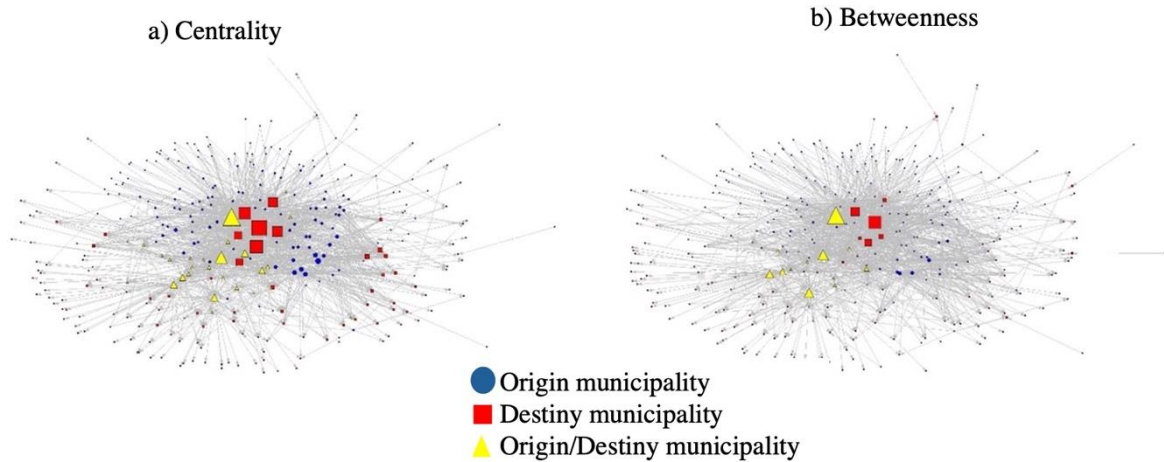 a) Centrality
b) Betweenness
Origin municipality
Destiny municipality
Origin/Destiny municipality